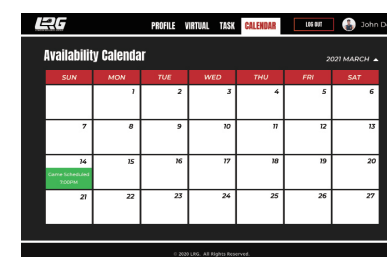 LRG
PROFILE VIRTUAL TASK CALENDAR LOG OUT John D
Availability Calendar
2021 MARCH
SUN MON TUE WED THU FRI SAT
1 2 3 4 5 6
7 8 9 10 11 12 13
14 15 16 17 18 19 20
Game Scheduled
7:00PM
21 22 23 24 25 26 27
© 2020 LRG. All Rights Reserved.